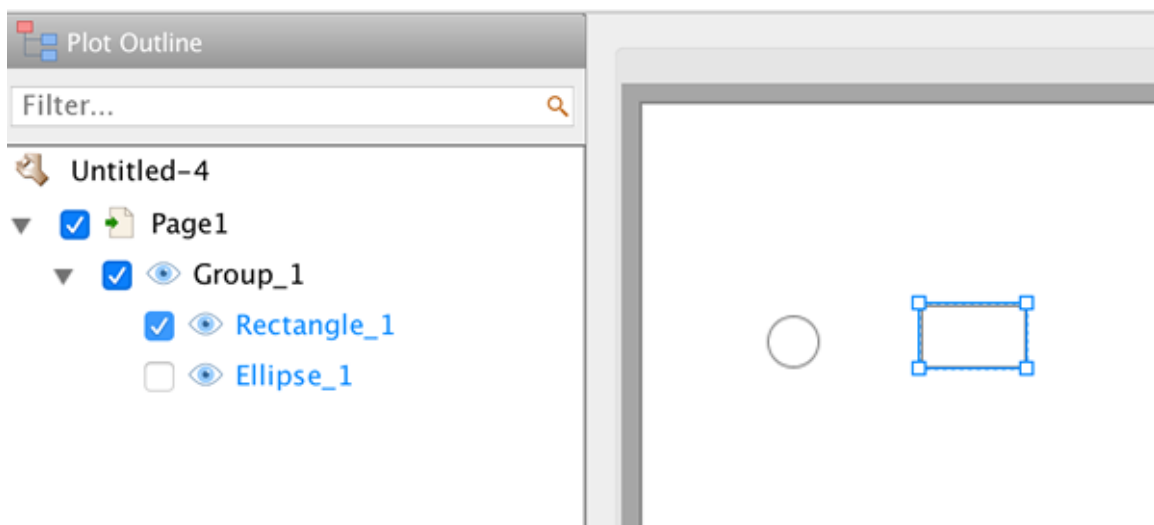 Plot Outline
Filter...
Untitled-4
Page1
Group_1
Rectangle_1
Ellipse_1